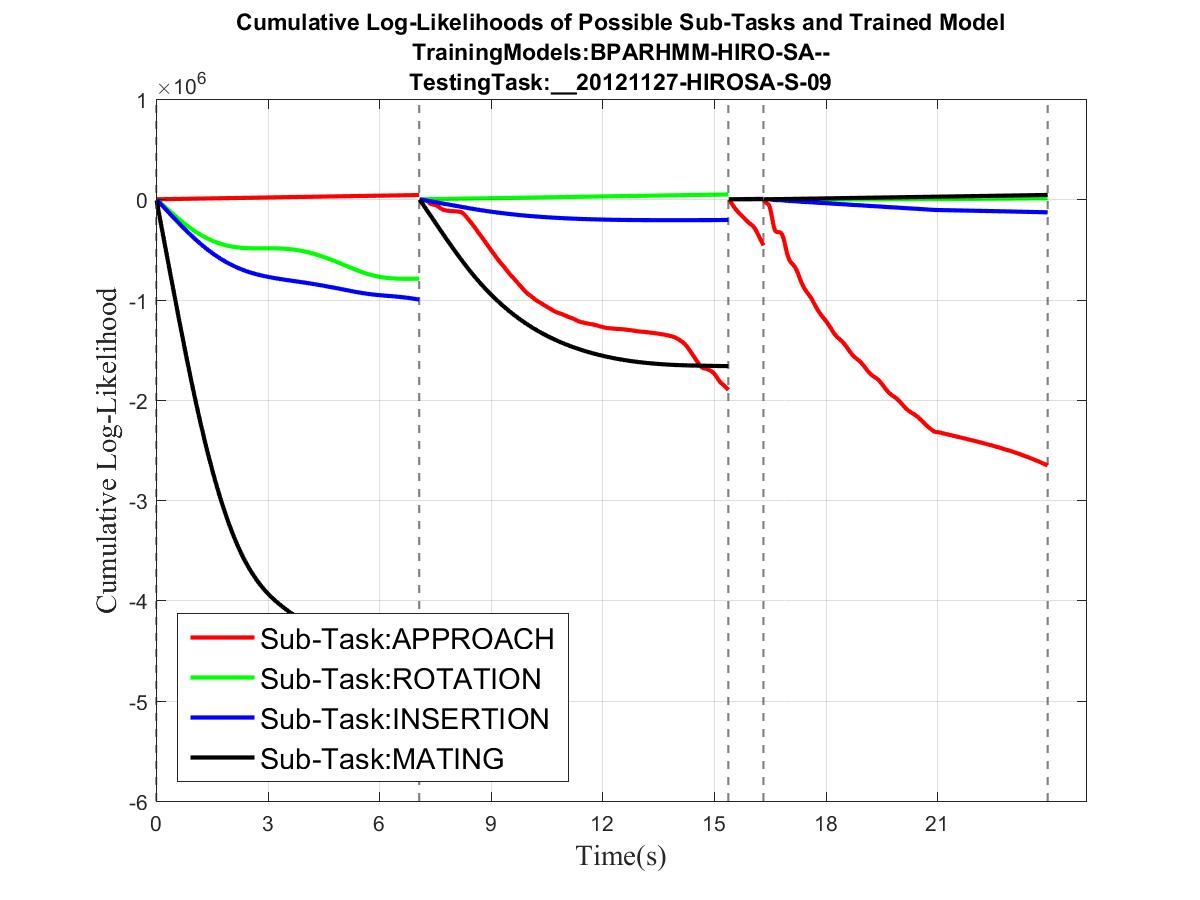 Cumulative Log-Likelihoods of Possible Sub-Tasks and Trained Model
TrainingModels:BPARHMM-HIRO-SA--
TestingTask:__20121127-HIROSA-S-09
×10⁶
1
0
-1
-2
-3
-4
-5
-6
Cumulative Log-Likelihood
Sub-Task:APPROACH
Sub-Task:ROTATION
Sub-Task:INSERTION
Sub-Task:MATING
0 3 6 9 12 15 18 21
Time(s)